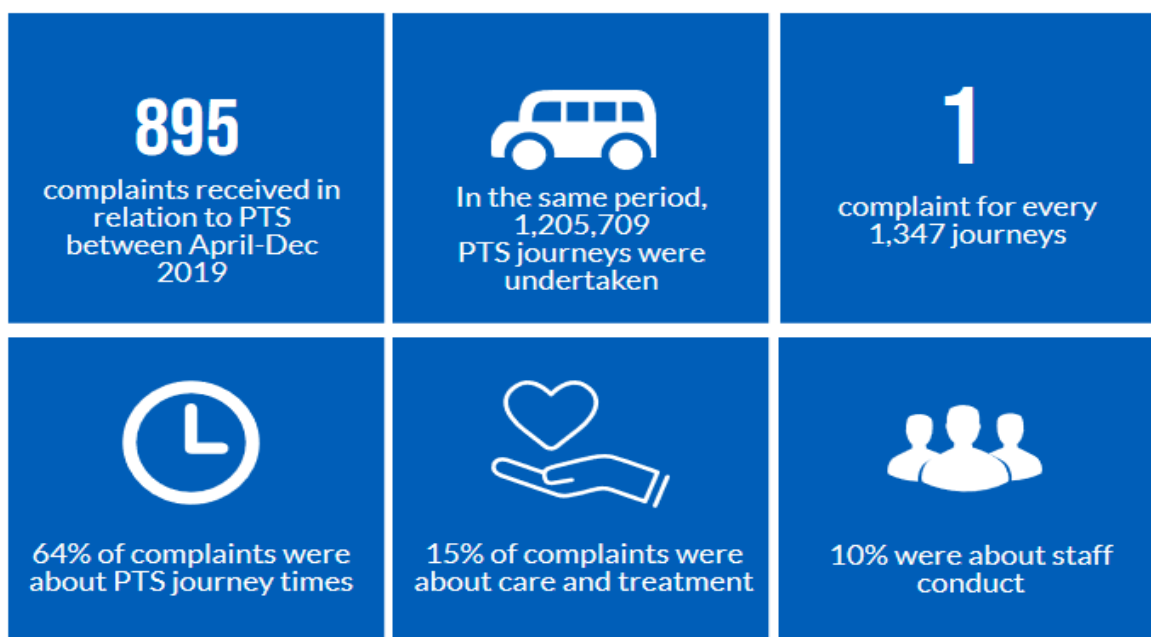 895
complaints received in
relation to PTS
between April-Dec
2019
In the same period,
1,205,709
PTS journeys were
undertaken
1
complaint for every
1,347 journeys
64% of complaints were
about PTS journey times
15% of complaints were
about care and treatment
10% were about staff
conduct